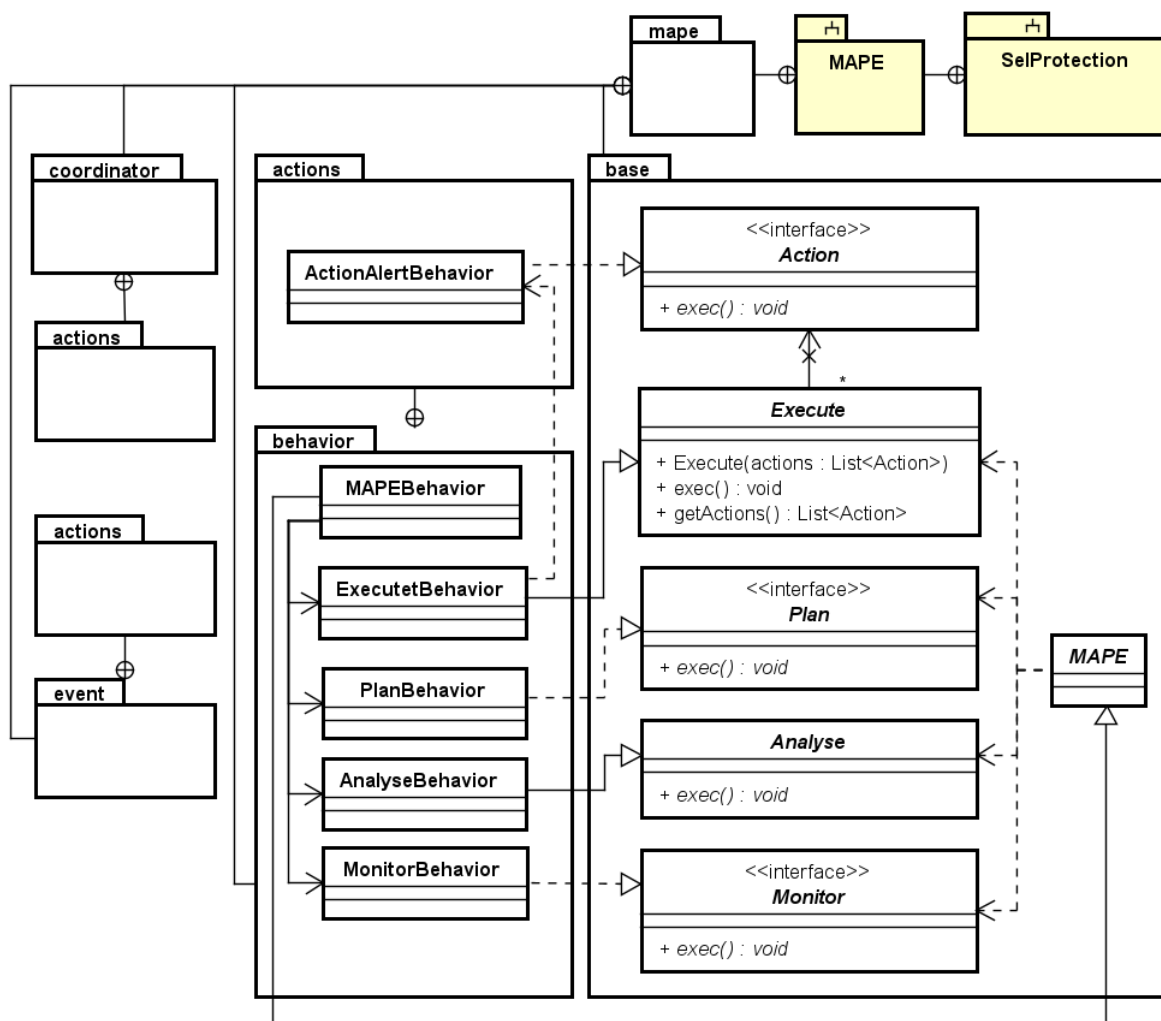 mape
MAPE
SelProtection
coordinator
actions
base
<<interface>>
Action
+ exec() : void
ActionAlertBehavior
actions
*
Execute
+ Execute(actions : List<Action>)
+ exec() : void
+ getActions() : List<Action>
behavior
MAPEBehavior
actions
ExecutetBehavior
<<interface>>
Plan
+ exec() : void
MAPE
event
PlanBehavior
Analyse
+ exec() : void
AnalyseBehavior
MonitorBehavior
<<interface>>
Monitor
+ exec() : void